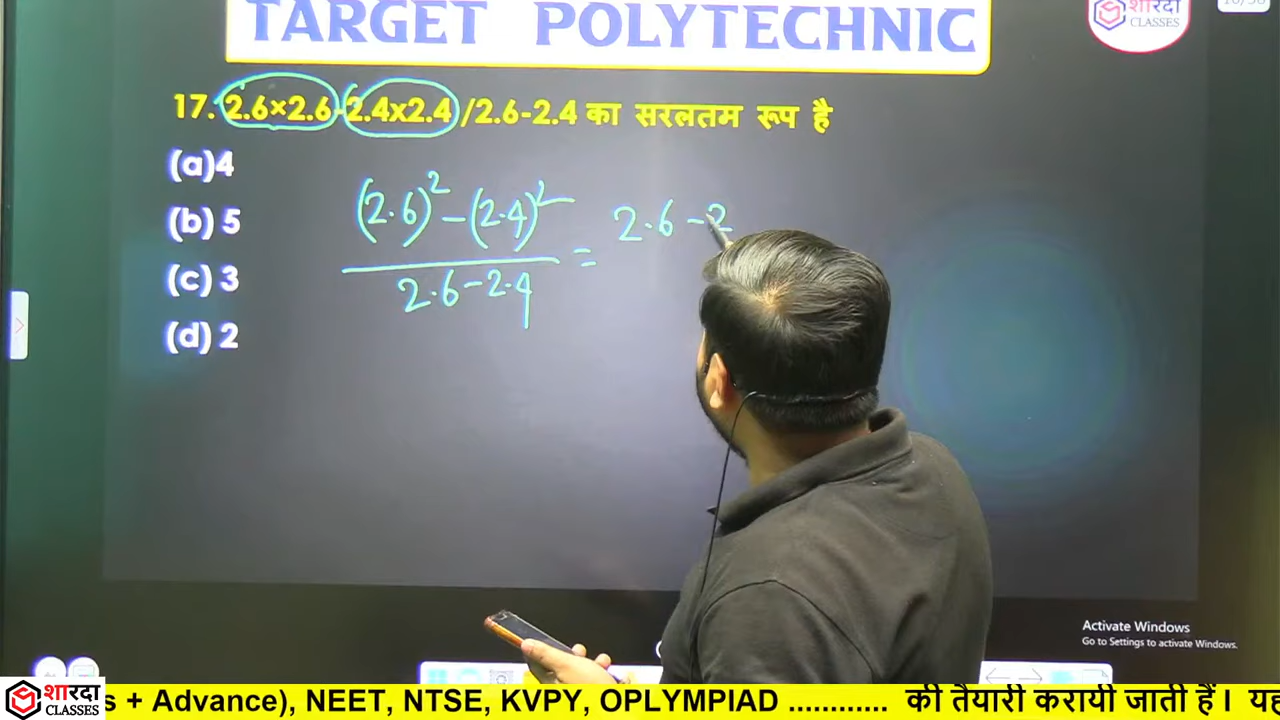 TARGET POLYTECHNIC
शारदा
CLASSES
17. 2.6×2.6-2.4x2.4 /2.6-2.4 का सरलतम रूप है
(a)4
(b) 5
(c) 3
(d) 2
(2.6)² - (2.4)²
2.6-2.4
= 2.6-2
Activate Windows
Go to Settings to activate Windows.
शारदा
CLASSES
+ Advance), NEET, NTSE, KVPY, OPLYMPIAD ............ की तैयारी करायी जाती हैं।